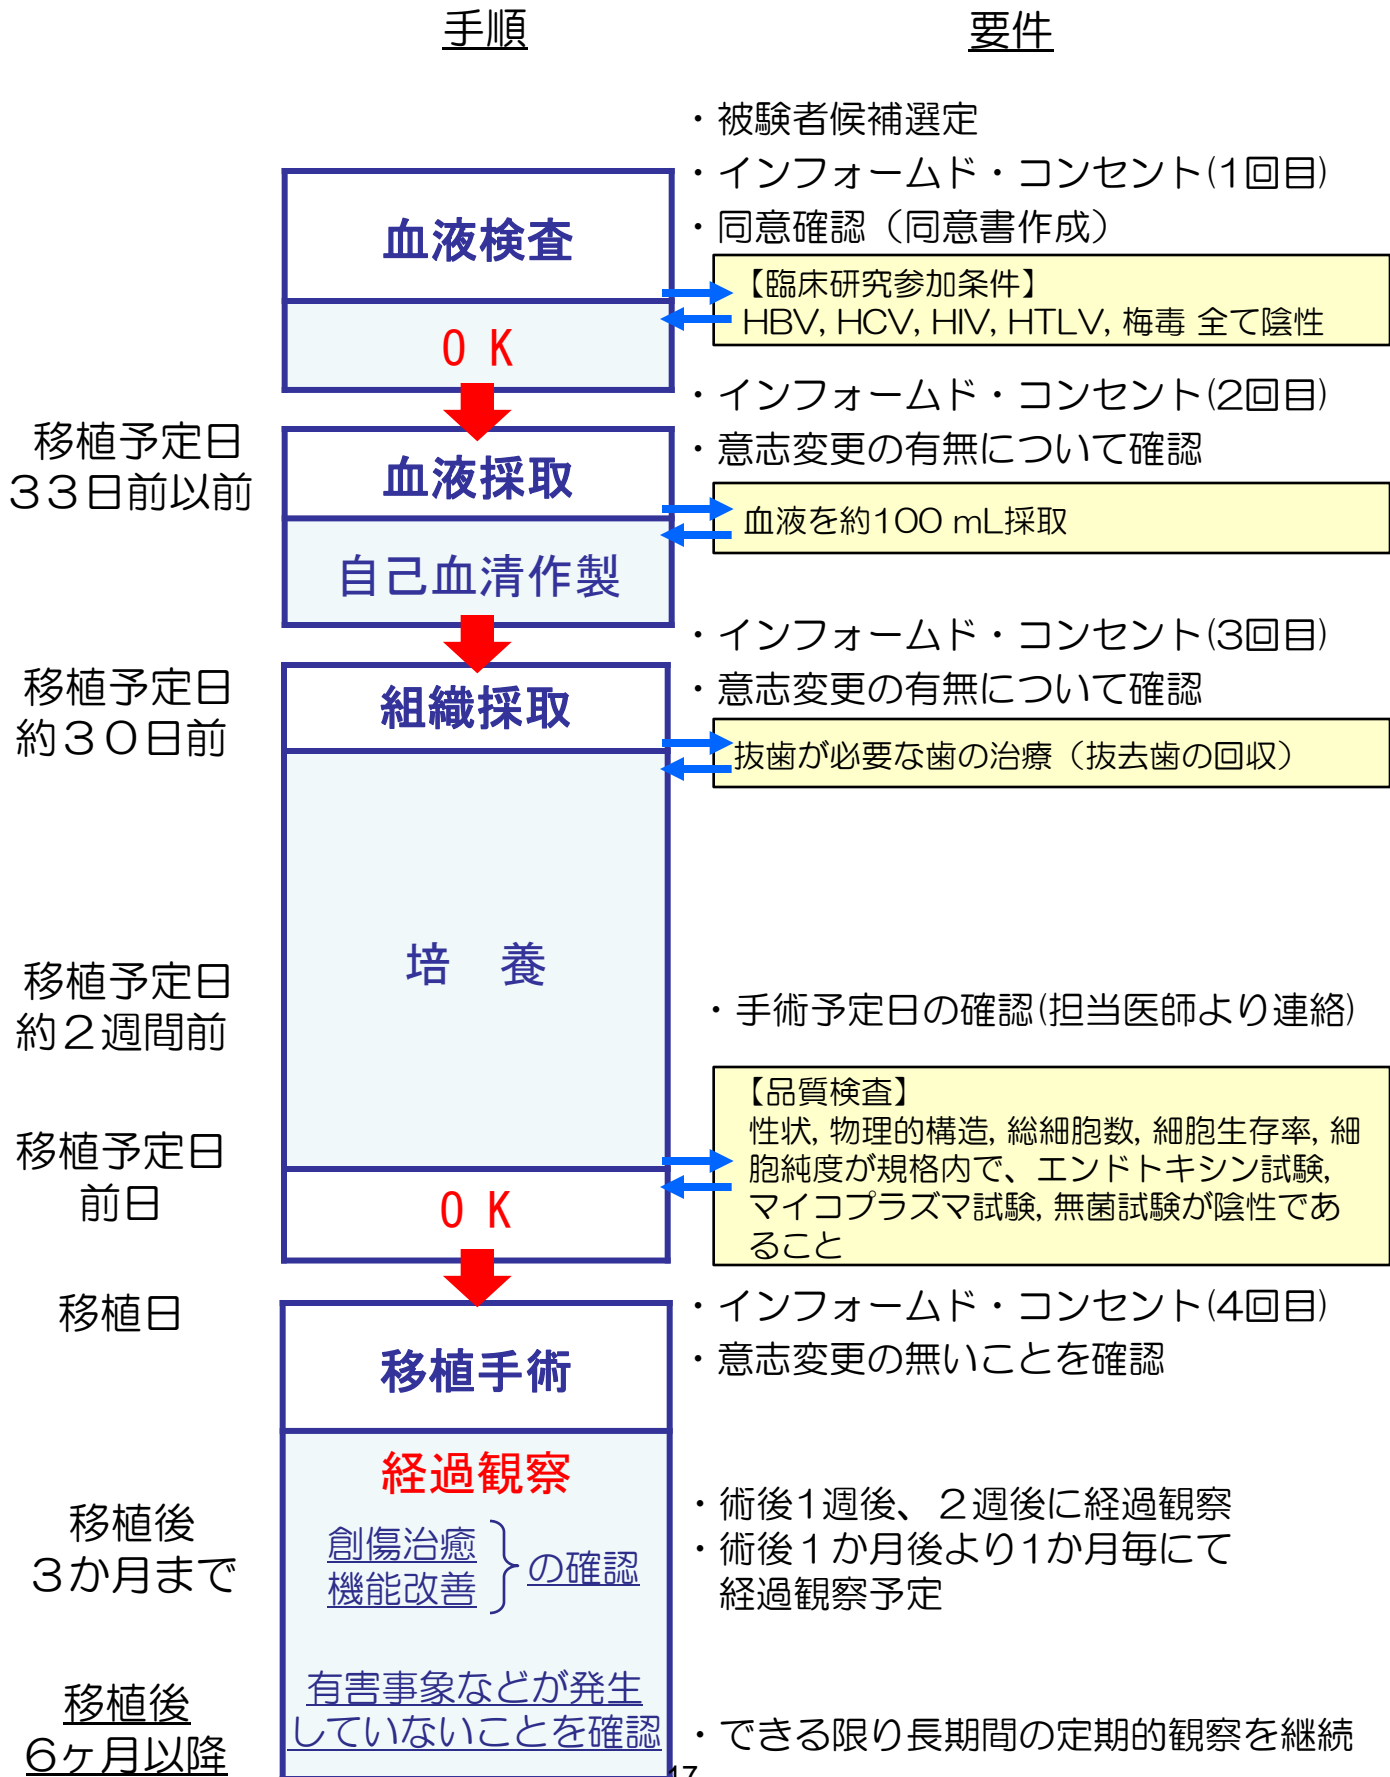 手順
要件
・被験者候補選定
・インフォームド・コンセント(1回目)
・同意確認（同意書作成）
血液検査
【臨床研究参加条件】
HBV, HCV, HIV, HTLV, 梅毒 全て陰性
ＯＫ
・インフォームド・コンセント(2回目)
・意志変更の有無について確認
移植予定日
３３日前以前
血液採取
血液を約100 mL採取
自己血清作製
・インフォームド・コンセント(3回目)
・意志変更の有無について確認
移植予定日
約３０日前
組織採取
抜歯が必要な歯の治療（抜去歯の回収）
培　養
移植予定日
約２週間前
・手術予定日の確認(担当医師より連絡)
【品質検査】
性状, 物理的構造, 総細胞数, 細胞生存率, 細
胞純度が規格内で、エンドトキシン試験,
マイコプラズマ試験, 無菌試験が陰性であ
ること
移植予定日
前日
ＯＫ
移植日
・インフォームド・コンセント(4回目)
・意志変更の無いことを確認
移植手術
経過観察
移植後
３か月まで
創傷治癒
機能改善
の確認
・術後１週後、２週後に経過観察
・術後１か月後より1か月毎にて
経過観察予定
有害事象などが発生
していないことを確認
移植後
６ヶ月以降
・できる限り長期間の定期的観察を継続
17